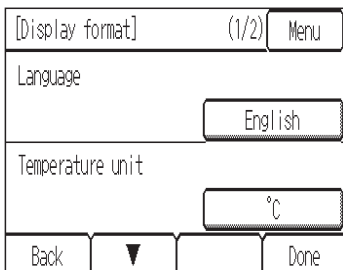 [Display format] (1/2) Menu
Language
English
Temperature unit
°C
Back ▼ Done